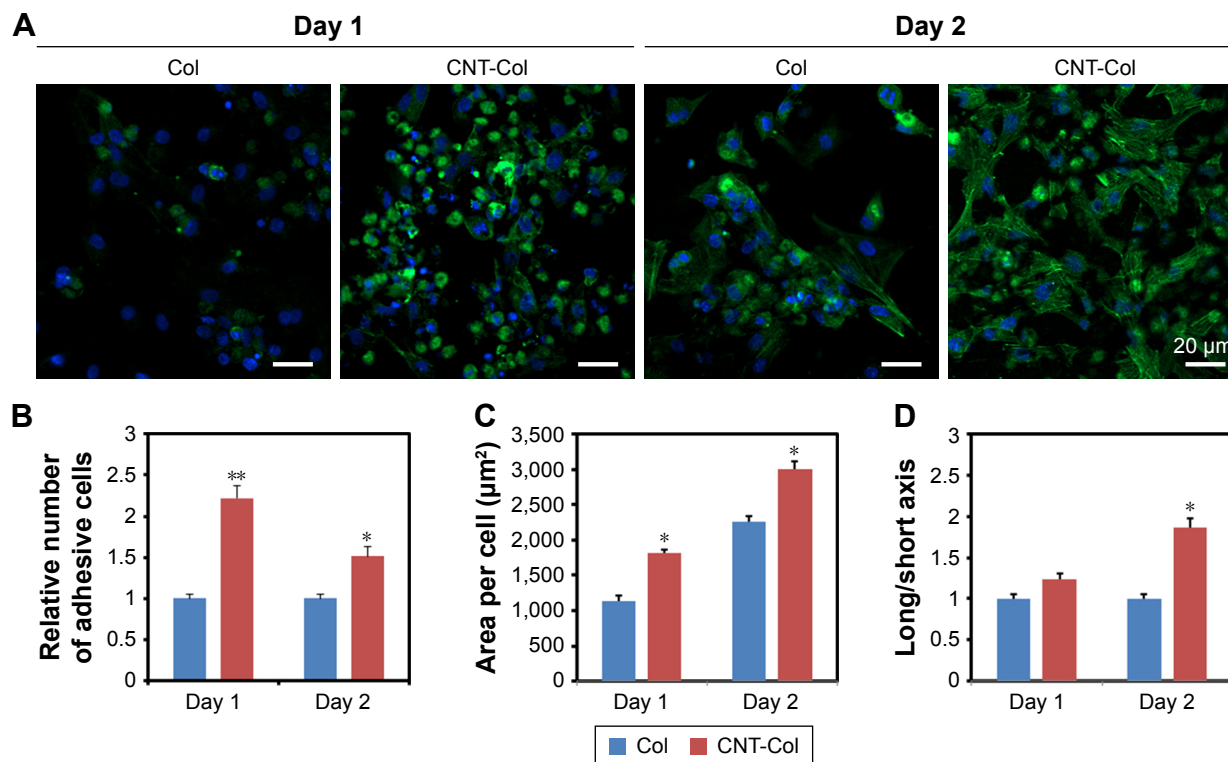 A
Day 1
Day 2
Col
CNT-Col
Col
CNT-Col
20 µm
B
Relative number
of adhesive cells
3
2.5
2
1.5
1
0.5
0
**
*
Day 1
Day 2
C
Area per cell (µm²)
3,500
3,000
2,500
2,000
1,500
1,000
500
0
*
*
Day 1
Day 2
D
Long/short axis
3
2.5
2
1.5
1
0.5
0
*
Day 1
Day 2
Col
CNT-Col